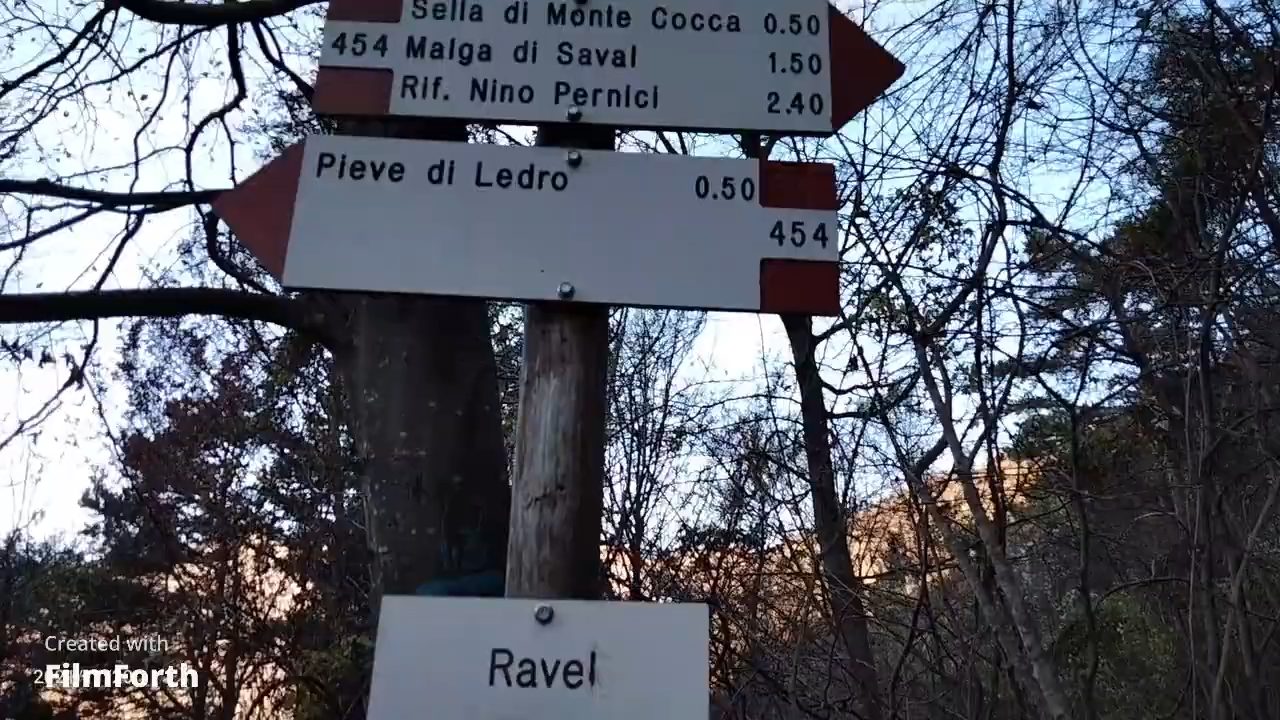 Sella di Monte Cocca 0.50
454 Malga di Saval 1.50
Rif. Nino Pernici 2.40
Pieve di Ledro 0.50
454
Ravel
Created with
FilmForth